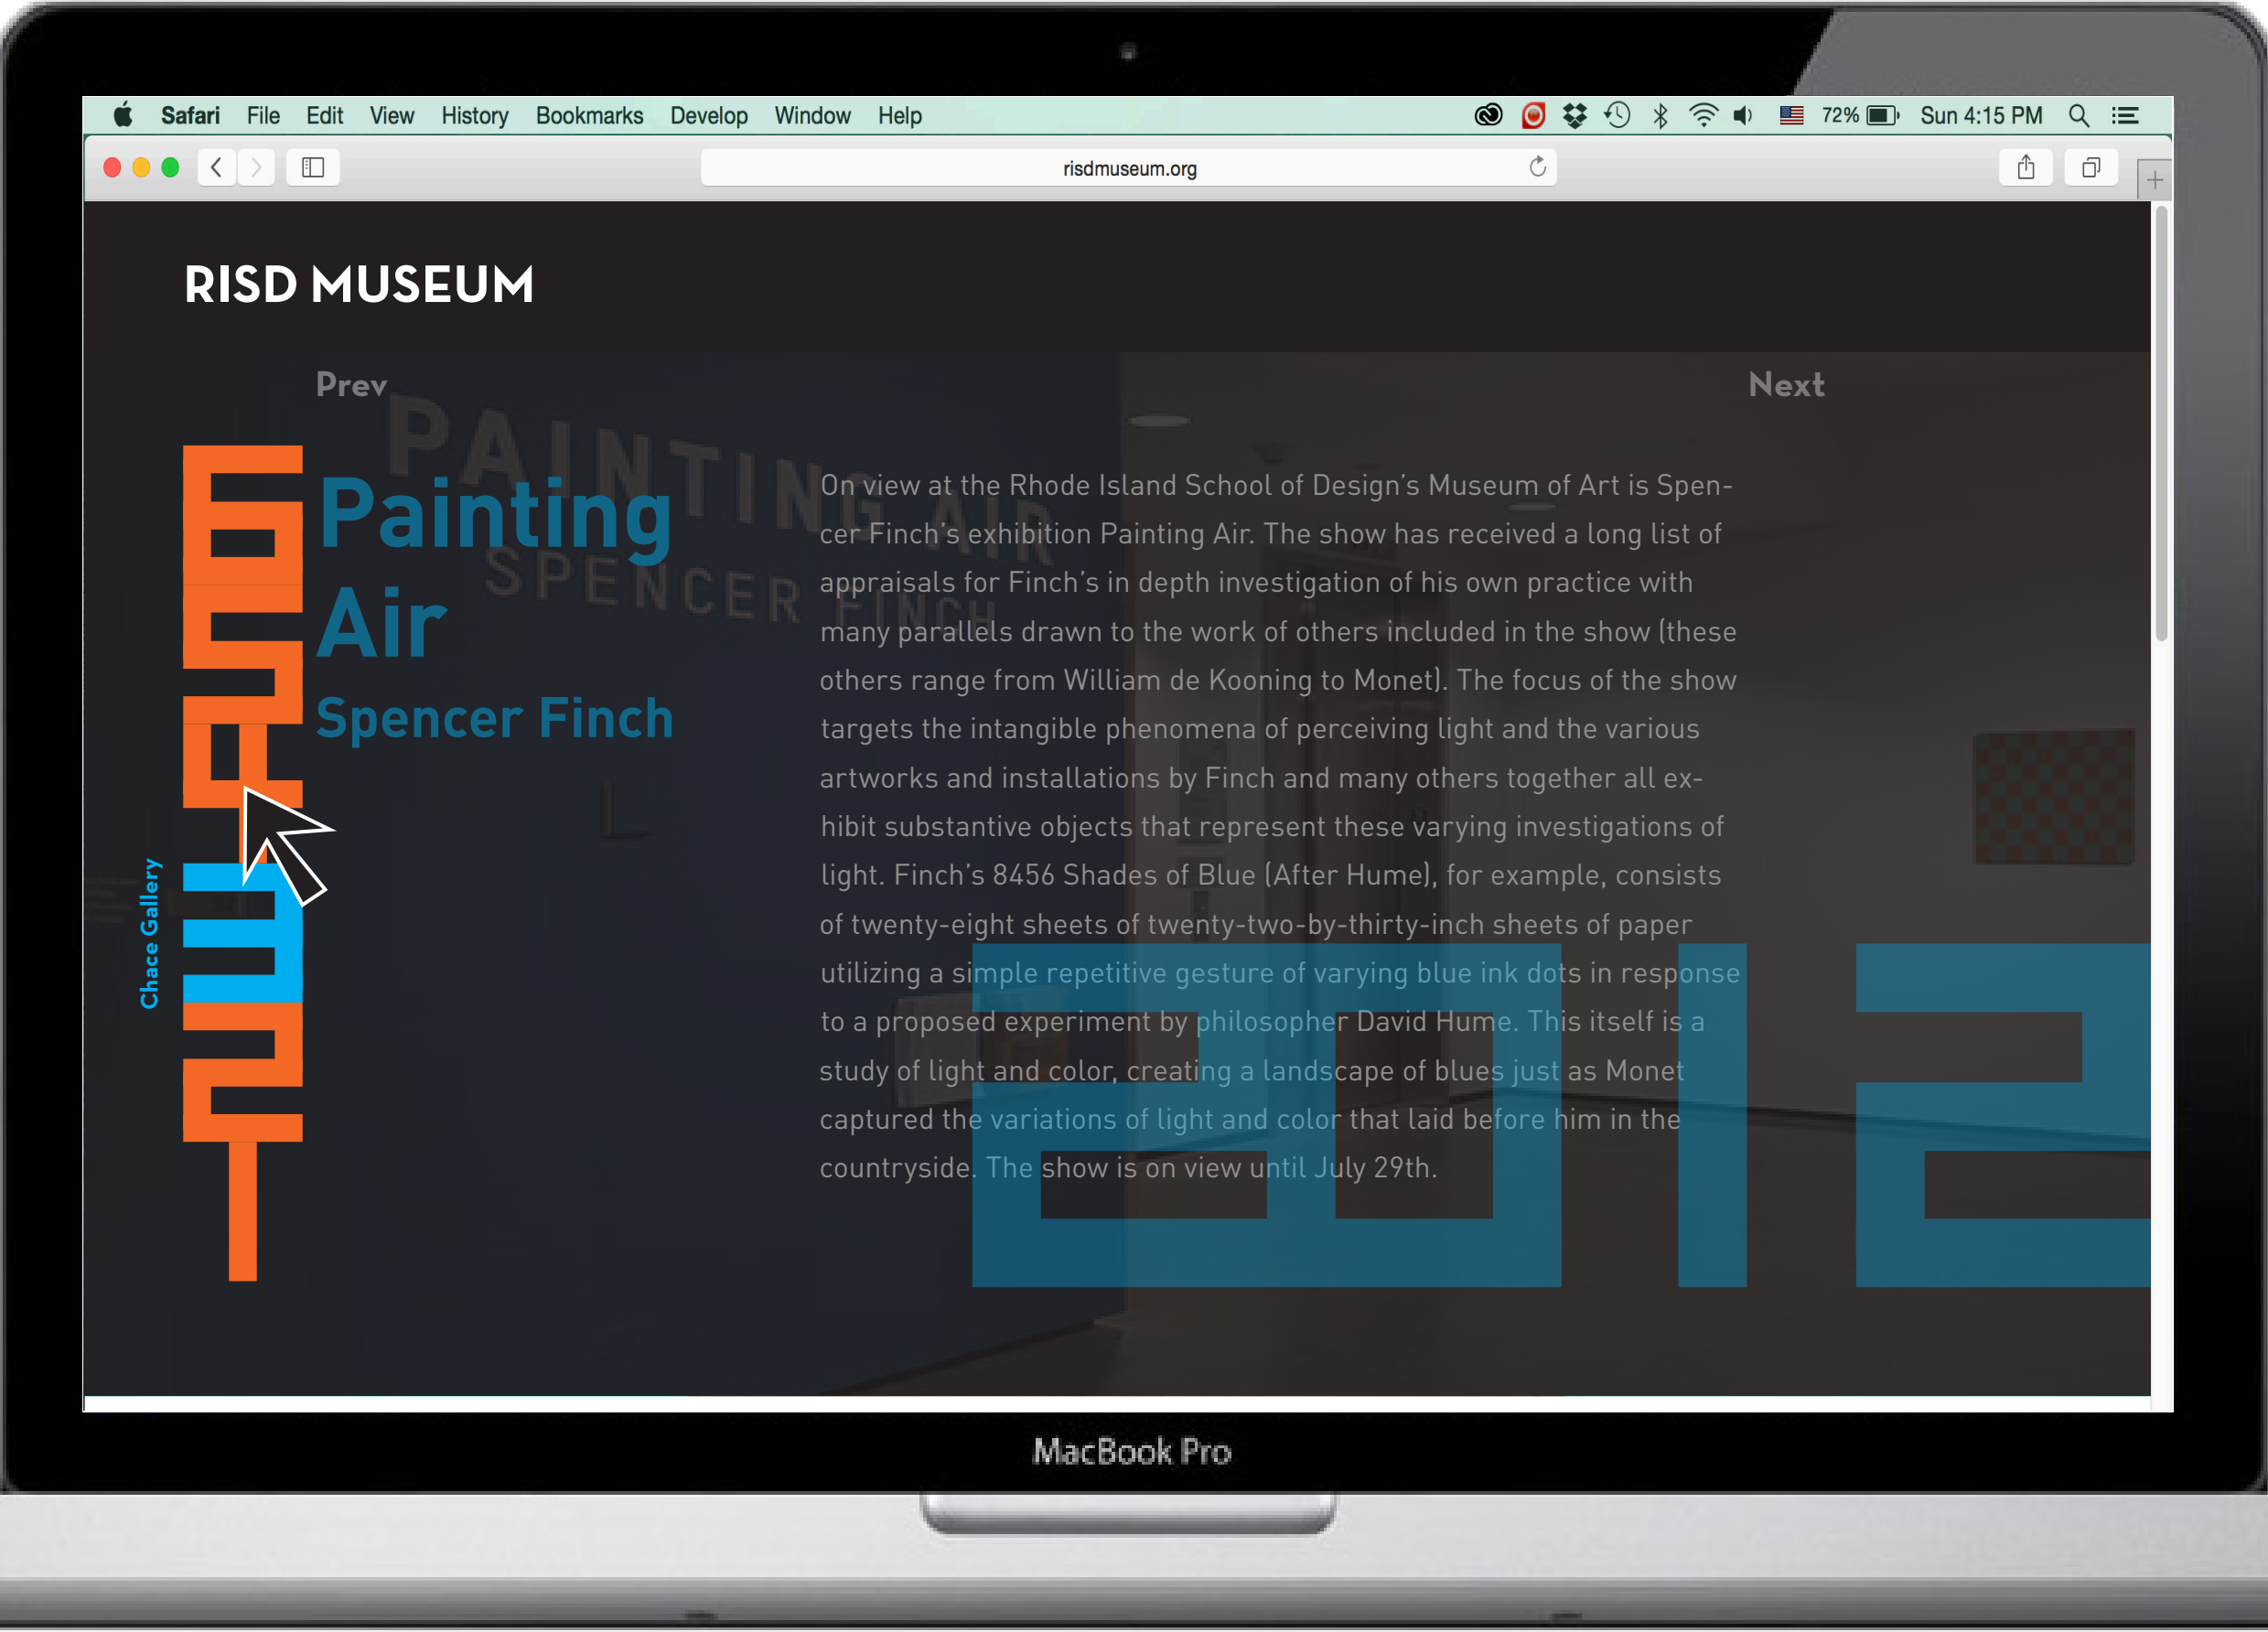 Safari File Edit View History Bookmarks Develop Window Help 72% Sun 4:15 PM
risdmuseum.org
RISD MUSEUM
Prev
Next
PAINTING AIR
SPENCER FINCH
6
5
4
3
2
1
Chace Gallery
Painting
Air
Spencer Finch
On view at the Rhode Island School of Design’s Museum of Art is Spen-
cer Finch’s exhibition Painting Air. The show has received a long list of
appraisals for Finch’s in depth investigation of his own practice with
many parallels drawn to the work of others included in the show (these
others range from William de Kooning to Monet). The focus of the show
targets the intangible phenomena of perceiving light and the various
artworks and installations by Finch and many others together all ex-
hibit substantive objects that represent these varying investigations of
light. Finch’s 8456 Shades of Blue (After Hume), for example, consists
of twenty-eight sheets of twenty-two-by-thirty-inch sheets of paper
utilizing a simple repetitive gesture of varying blue ink dots in response
to a proposed experiment by philosopher David Hume. This itself is a
study of light and color, creating a landscape of blues just as Monet
captured the variations of light and color that laid before him in the
countryside. The show is on view until July 29th.
2012
MacBook Pro